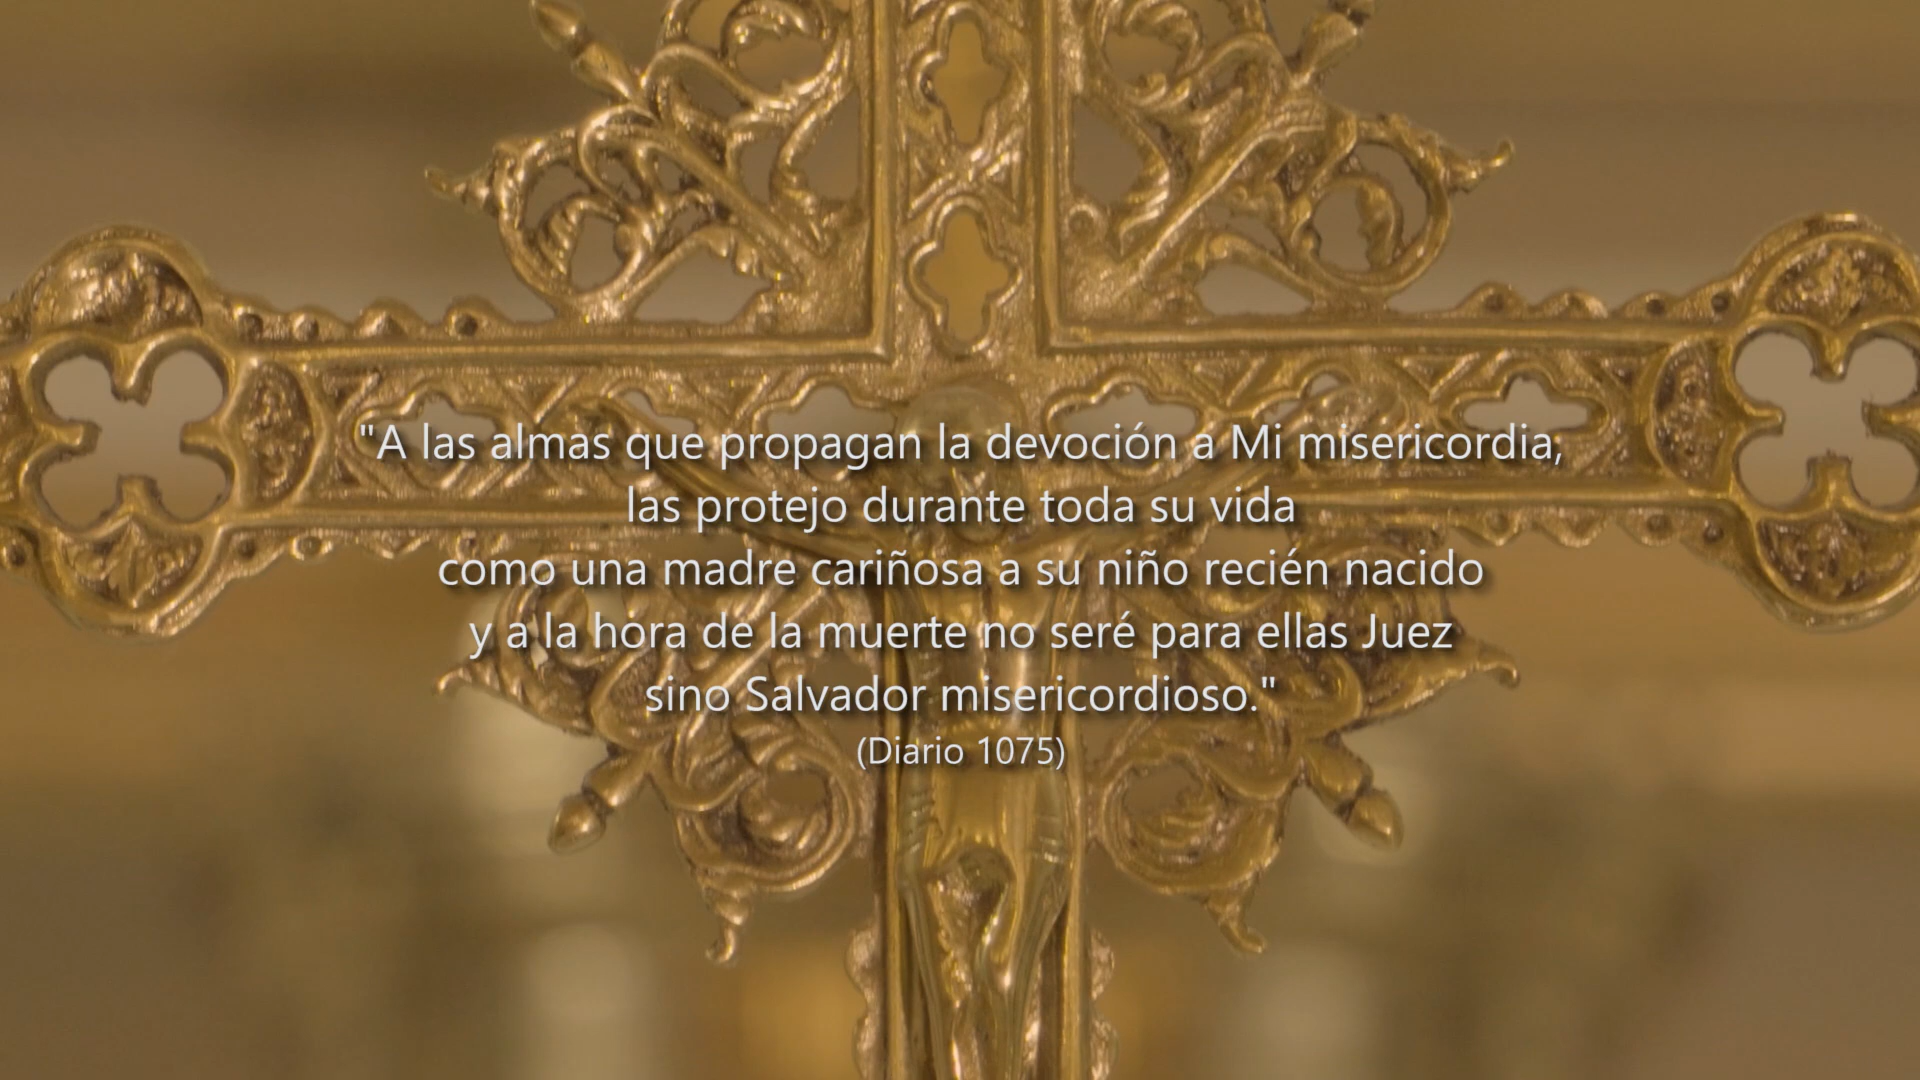 "A las almas que propagan la devoción a Mi misericordia,
las protejo durante toda su vida
como una madre cariñosa a su niño recién nacido
y a la hora de la muerte no seré para ellas Juez
sino Salvador misericordioso."
(Diario 1075)